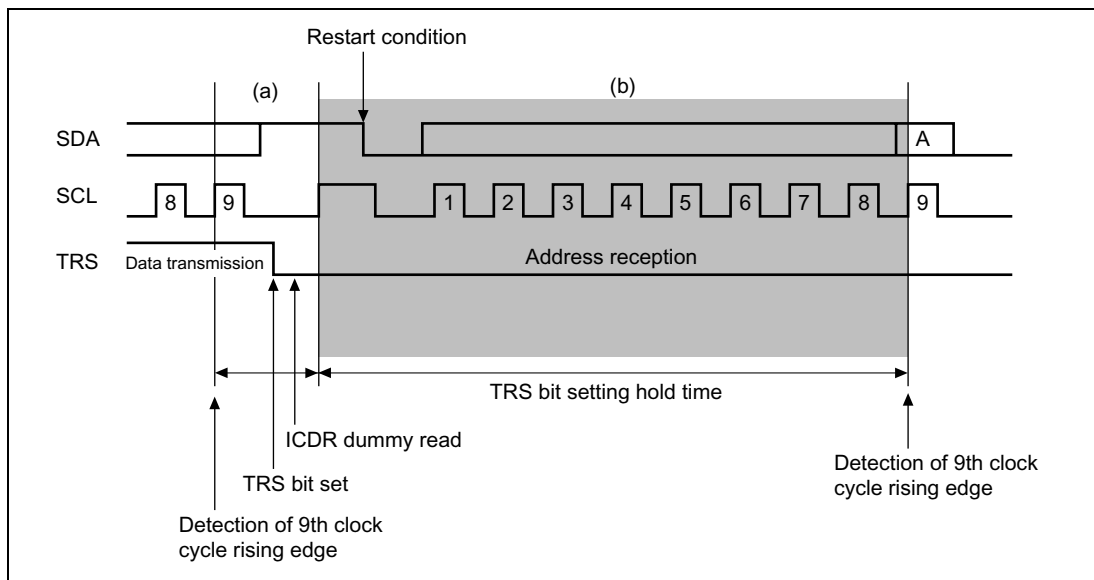 Restart condition
(a)
(b)
SDA
A
SCL
8
9
1
2
3
4
5
6
7
8
9
TRS
Data transmission
Address reception
TRS bit setting hold time
ICDR dummy read
TRS bit set
Detection of 9th clock
cycle rising edge
Detection of 9th clock
cycle rising edge